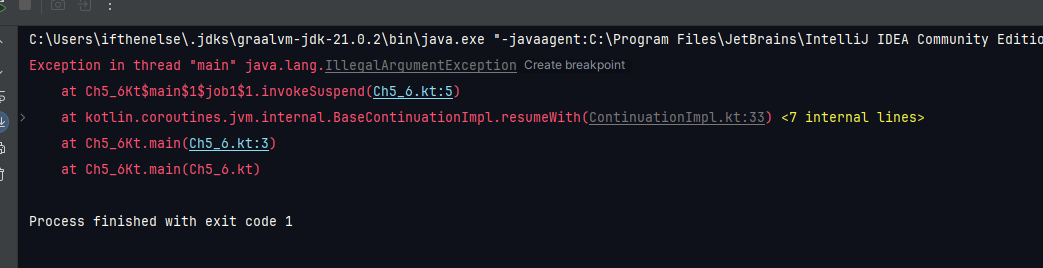 C:\Users\ifthenelse\.jdks\graalvm-jdk-21.0.2\bin\java.exe "-javaagent:C:\Program Files\JetBrains\IntelliJ IDEA Community Editio
Exception in thread "main" java.lang.IllegalArgumentException Create breakpoint
    at Ch5_6Kt$main$1$job1$1.invokeSuspend(Ch5_6.kt:5)
    at kotlin.coroutines.jvm.internal.BaseContinuationImpl.resumeWith(ContinuationImpl.kt:33) <7 internal lines>
    at Ch5_6Kt.main(Ch5_6.kt:3)
    at Ch5_6Kt.main(Ch5_6.kt)
Process finished with exit code 1